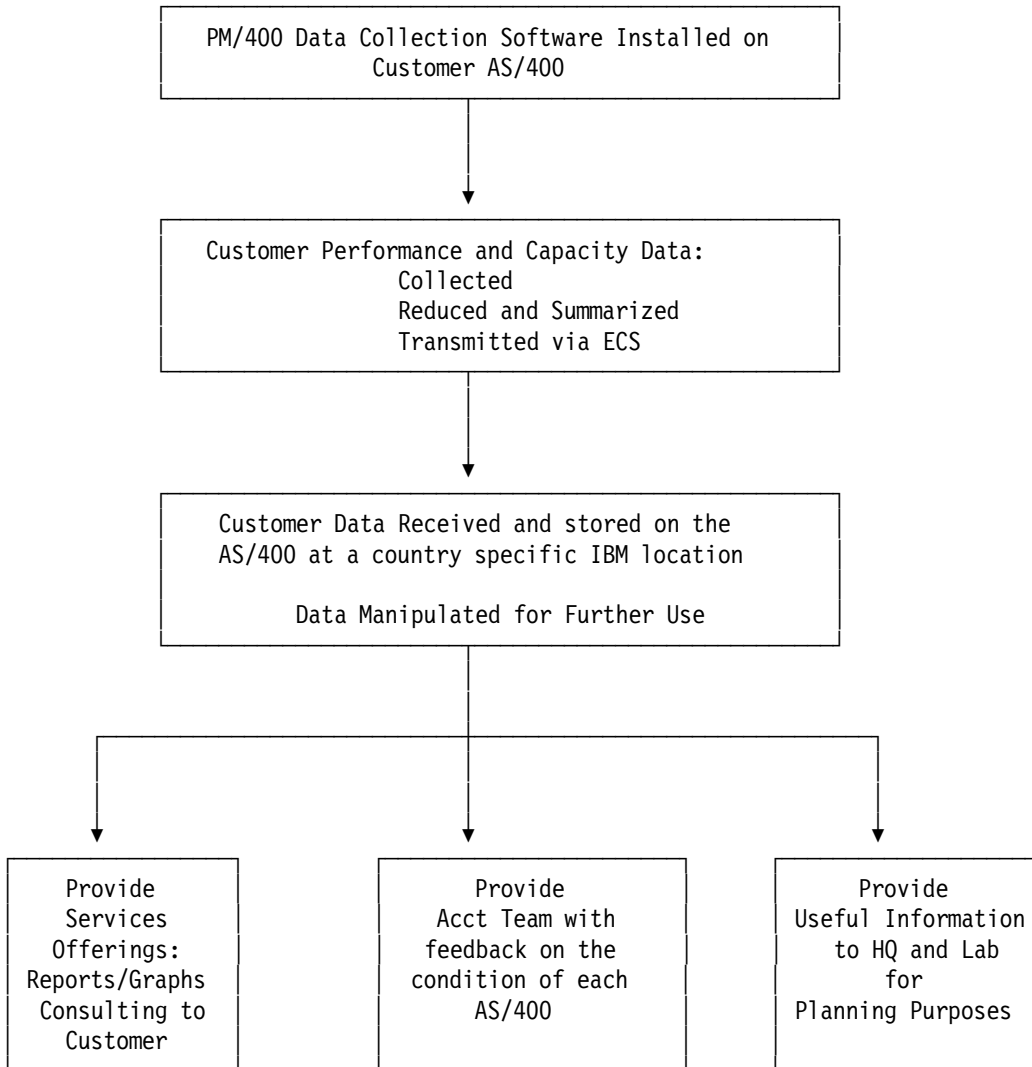 PM/400 Data Collection Software Installed on
Customer AS/400
Customer Performance and Capacity Data:
Collected
Reduced and Summarized
Transmitted via ECS
Customer Data Received and stored on the
AS/400 at a country specific IBM location
Data Manipulated for Further Use
Provide
Services
Offerings:
Reports/Graphs
Consulting to
Customer
Provide
Acct Team with
feedback on the
condition of each
AS/400
Provide
Useful Information
to HQ and Lab
for
Planning Purposes